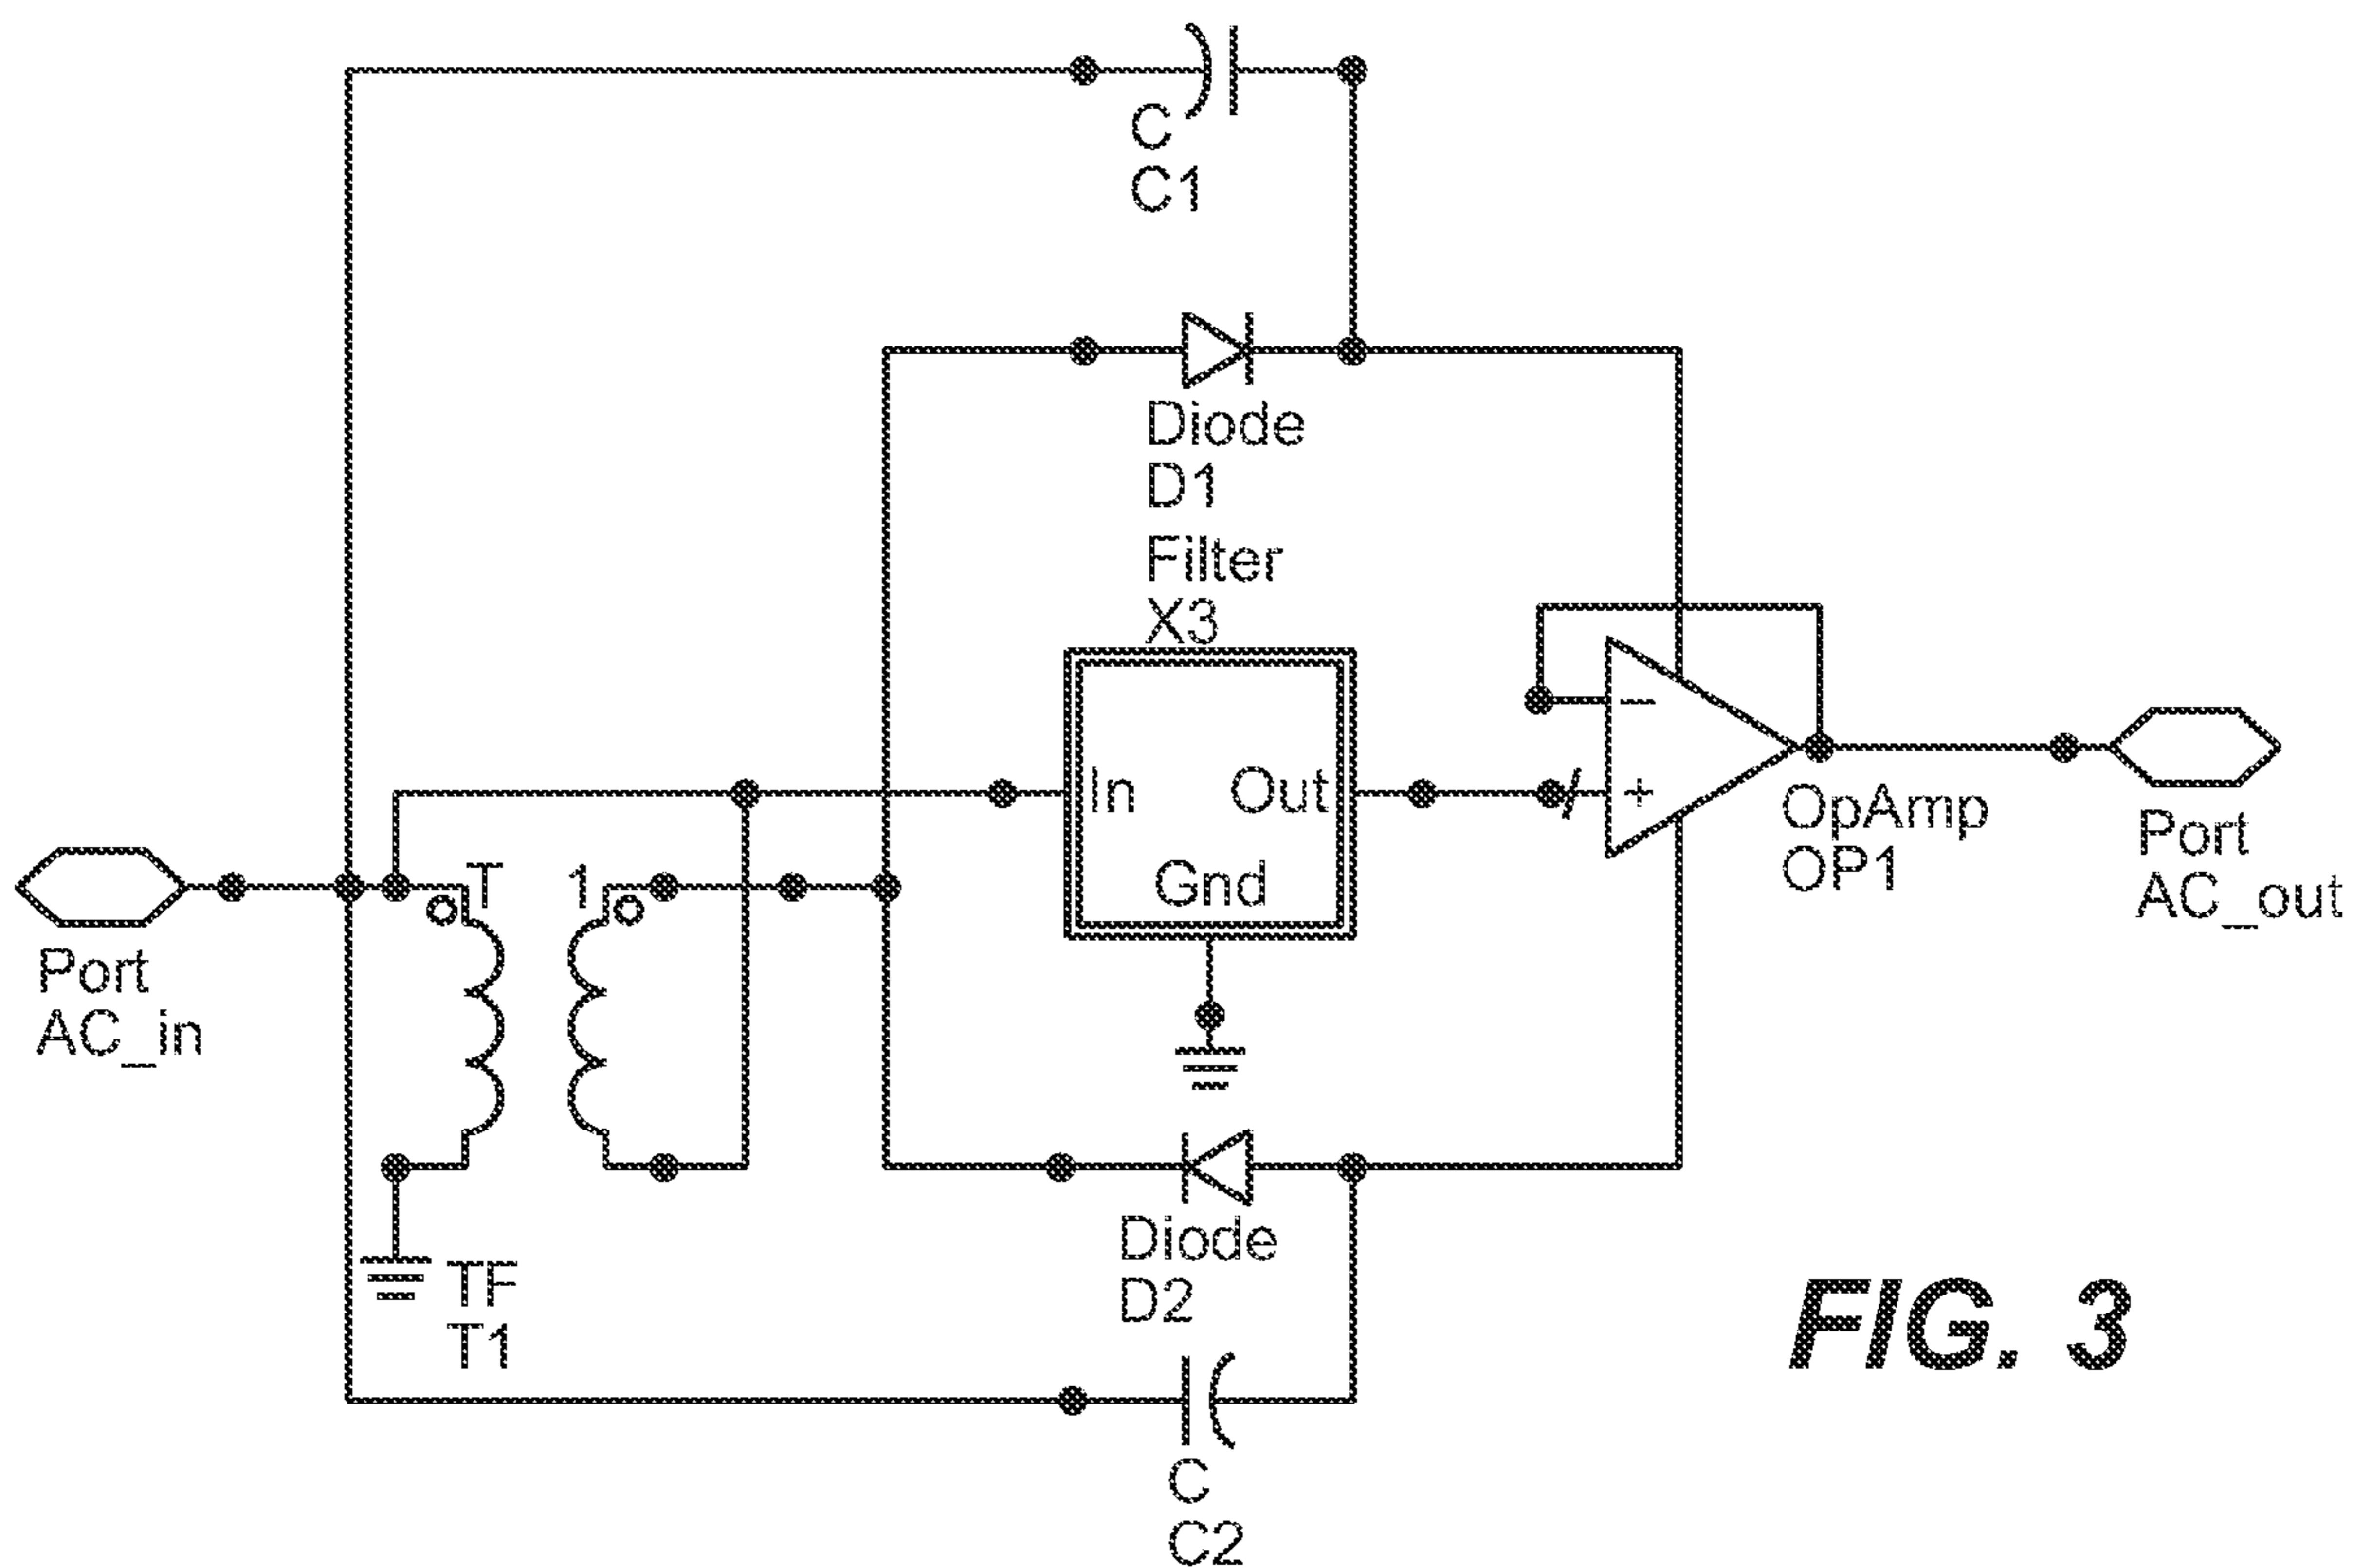 C
C1
Diode
D1
Filter
X3
In
Out
Gnd
−
+
OpAmp
OP1
Port
AC_out
T
1
Port
AC_in
TF
T1
Diode
D2
C
C2
FIG. 3